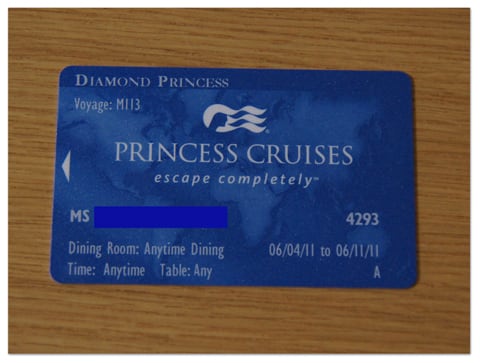 DIAMOND PRINCESS
Voyage: M113
PRINCESS CRUISES
escape completely™
MS 4293
Dining Room: Anytime Dining 06/04/11 to 06/11/11
Time: Anytime Table: Any A